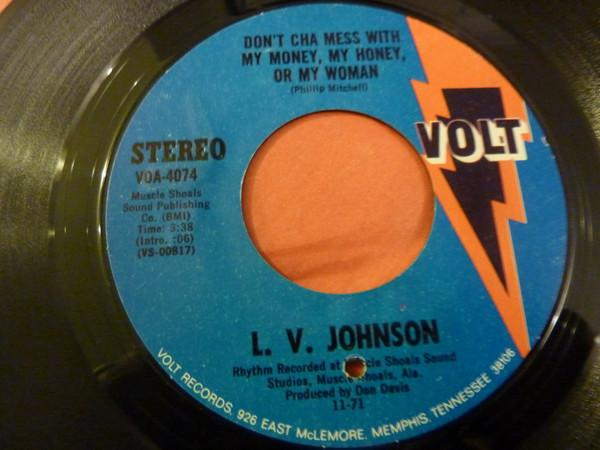 DON'T CHA MESS WITH
MY MONEY, MY HONEY,
OR MY WOMAN
(Phillip Mitchell)
VOLT
STEREO
VOA-4074
Muscle Shoals
Sound Publishing
Co. (BMI)
Time: 3:38
(Intro. :06)
(VS-00817)
L. V. JOHNSON
Rhythm Recorded at Muscle Shoals Sound
Studios, Muscle Shoals, Ala.
Produced by Don Davis
11-71
VOLT RECORDS, 926 EAST McLEMORE, MEMPHIS, TENNESSEE 38106